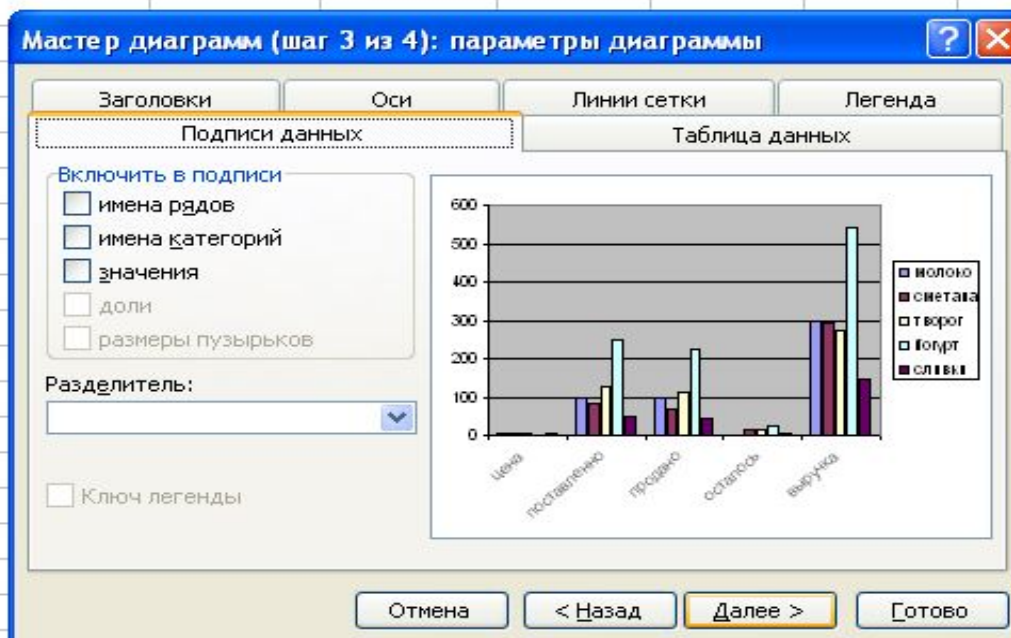 Мастер диаграмм (шаг 3 из 4): параметры диаграммы
Заголовки
Оси
Линии сетки
Легенда
Подписи данных
Таблица данных
Включить в подписи
имена рядов
имена категорий
значения
доли
размеры пузырьков
Разделитель:
Ключ легенды
600
500
400
300
200
100
0
цена
поставленно
продано
осталось
выручка
молоко
сметана
творог
йогурт
сливки
Отмена
< Назад
Далее >
Готово